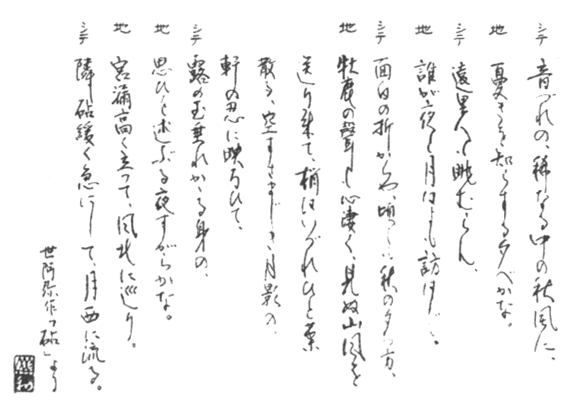 シテ 音づれの、稀なる中の秋風に、
地 憂きを知らする夕べかな。
シテ 遠里人も眺むらん、
地 誰が夜と月はよも訪はじ。
シテ 面白の折からや、頃しも秋の夕つ方、
地 牡鹿の聲も心凄く、見ぬ山風を
送り来て、梢はいづれひと葉
散る、空すさまじき月影の、
軒の忍に映ろひて、
シテ 露の玉垂れかゝる身の、
地 思ひを述ぶる夜すがらかな。
地 宮漏高く立つて、風北に巡り。
シテ 隣砧緩く急にして、月西に流る。
世阿弥作「砧」より